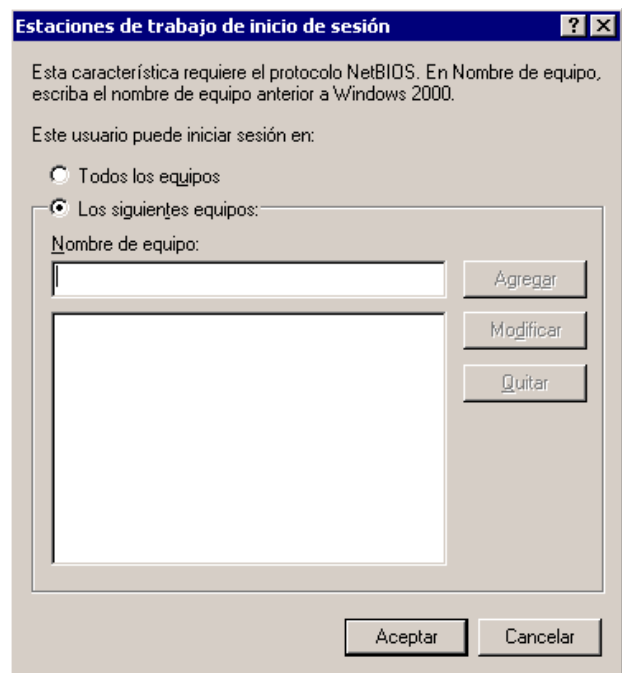 Estaciones de trabajo de inicio de sesión
Esta característica requiere el protocolo NetBIOS. En Nombre de equipo,
escriba el nombre de equipo anterior a Windows 2000.
Este usuario puede iniciar sesión en:
Todos los equipos
Los siguientes equipos:
Nombre de equipo:
Agregar
Modificar
Quitar
Aceptar
Cancelar